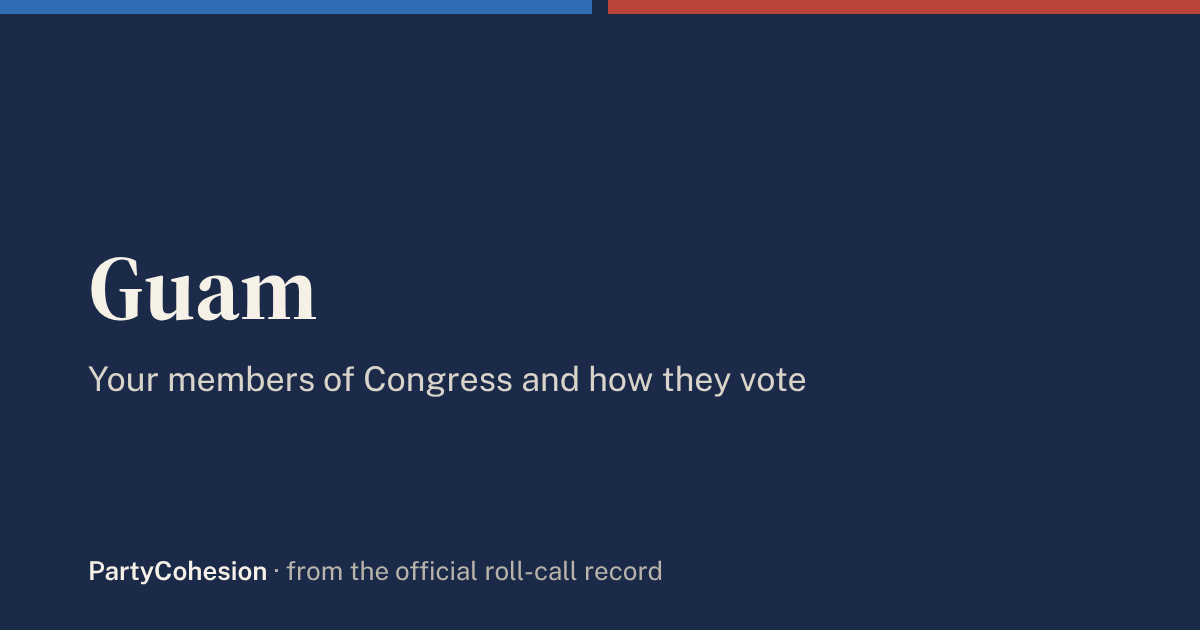 Guam
Your members of Congress and how they vote
PartyCohesion · from the official roll-call record